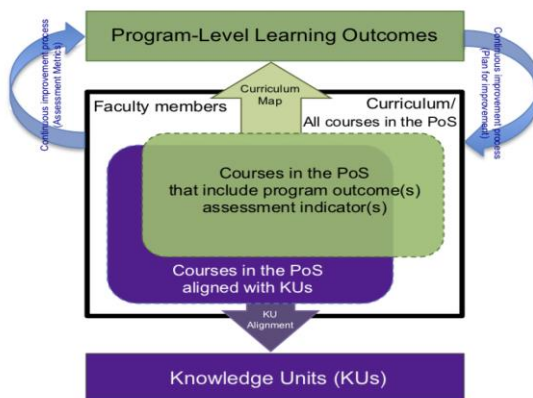 Program-Level Learning Outcomes
Continuous improvement process
(Assessment Metrics)
Continuous improvement process
(Plan for improvement)
Curriculum
Map
Faculty members
Curriculum/
All courses in the PoS
Courses in the PoS
that include program outcome(s)
assessment indicator(s)
Courses in the PoS
aligned with KUs
KU
Alignment
Knowledge Units (KUs)